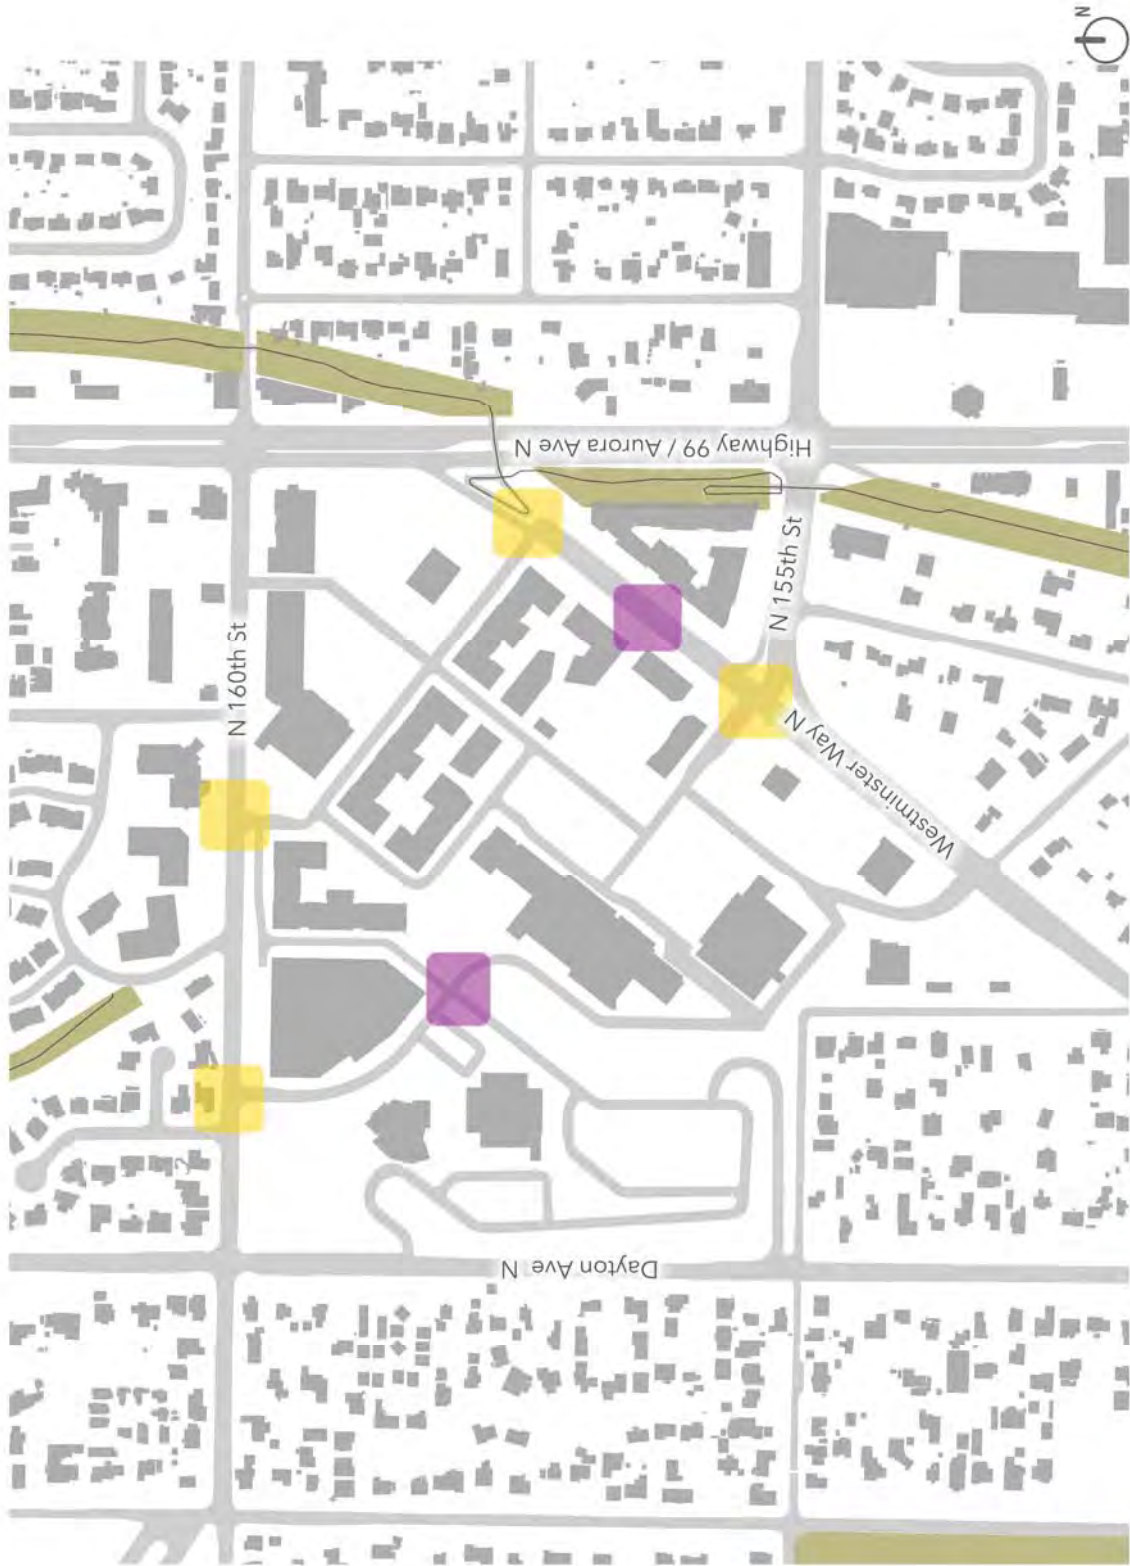 N
Highway 99 / Aurora Ave N
N 155th St
N 160th St
Westminster Way N
Dayton Ave N